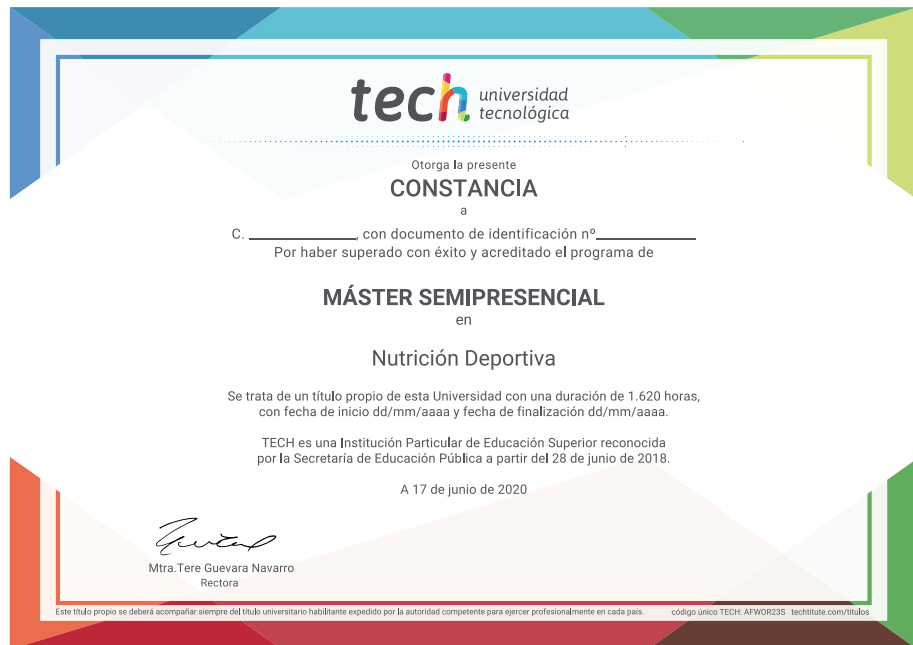 tech universidad
tecnológica
Otorga la presente
CONSTANCIA
a
C. ____________, con documento de identificación nº____________
Por haber superado con éxito y acreditado el programa de
MÁSTER SEMIPRESENCIAL
en
Nutrición Deportiva
Se trata de un título propio de esta Universidad con una duración de 1.620 horas,
con fecha de inicio dd/mm/aaaa y fecha de finalización dd/mm/aaaa.
TECH es una Institución Particular de Educación Superior reconocida
por la Secretaría de Educación Pública a partir del 28 de junio de 2018.
A 17 de junio de 2020
Mtra.Tere Guevara Navarro
Rectora
Este título propio se deberá acompañar siempre del título universitario habilitante expedido por la autoridad competente para ejercer profesionalmente en cada país. código único TECH: AFWOR23S techtitute.com/titulos